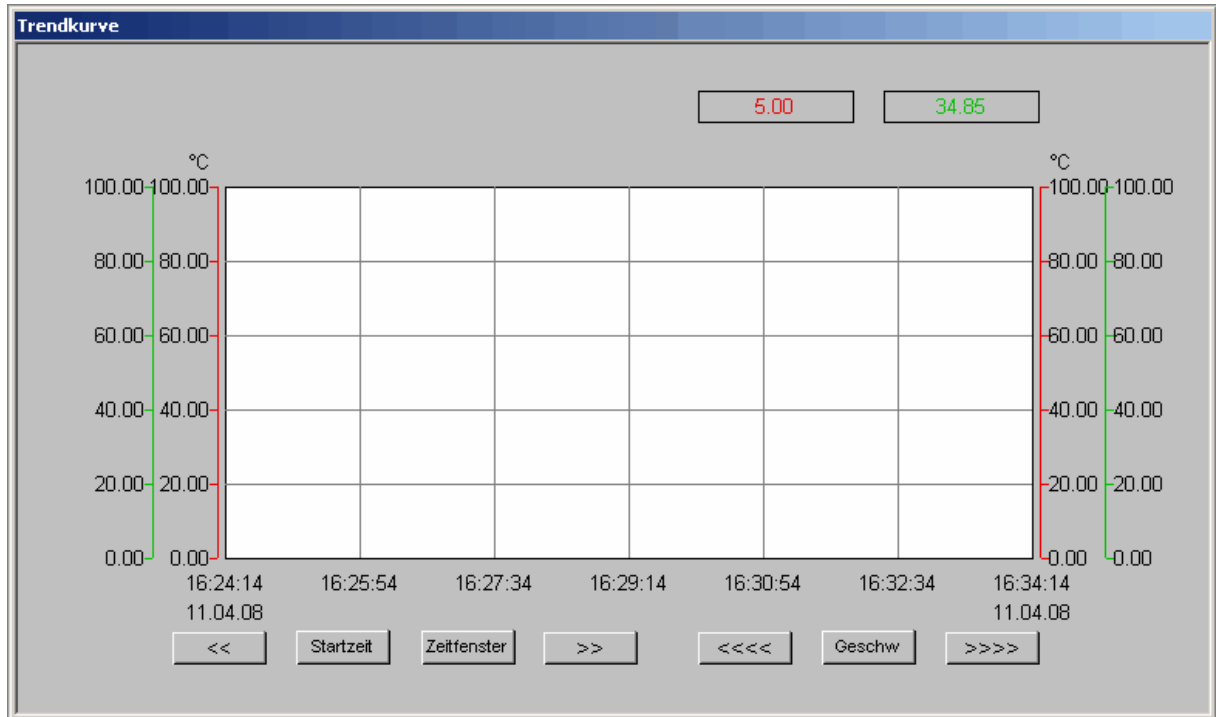 Trendkurve
5.00 34.85
°C °C
100.00 100.00 100.00 100.00
80.00 80.00 80.00 80.00
60.00 60.00 60.00 60.00
40.00 40.00 40.00 40.00
20.00 20.00 20.00 20.00
0.00 0.00 0.00 0.00
16:24:14 16:25:54 16:27:34 16:29:14 16:30:54 16:32:34 16:34:14
11.04.08 11.04.08
<< Startzeit Zeitfenster >> <<<< Geschw >>>>